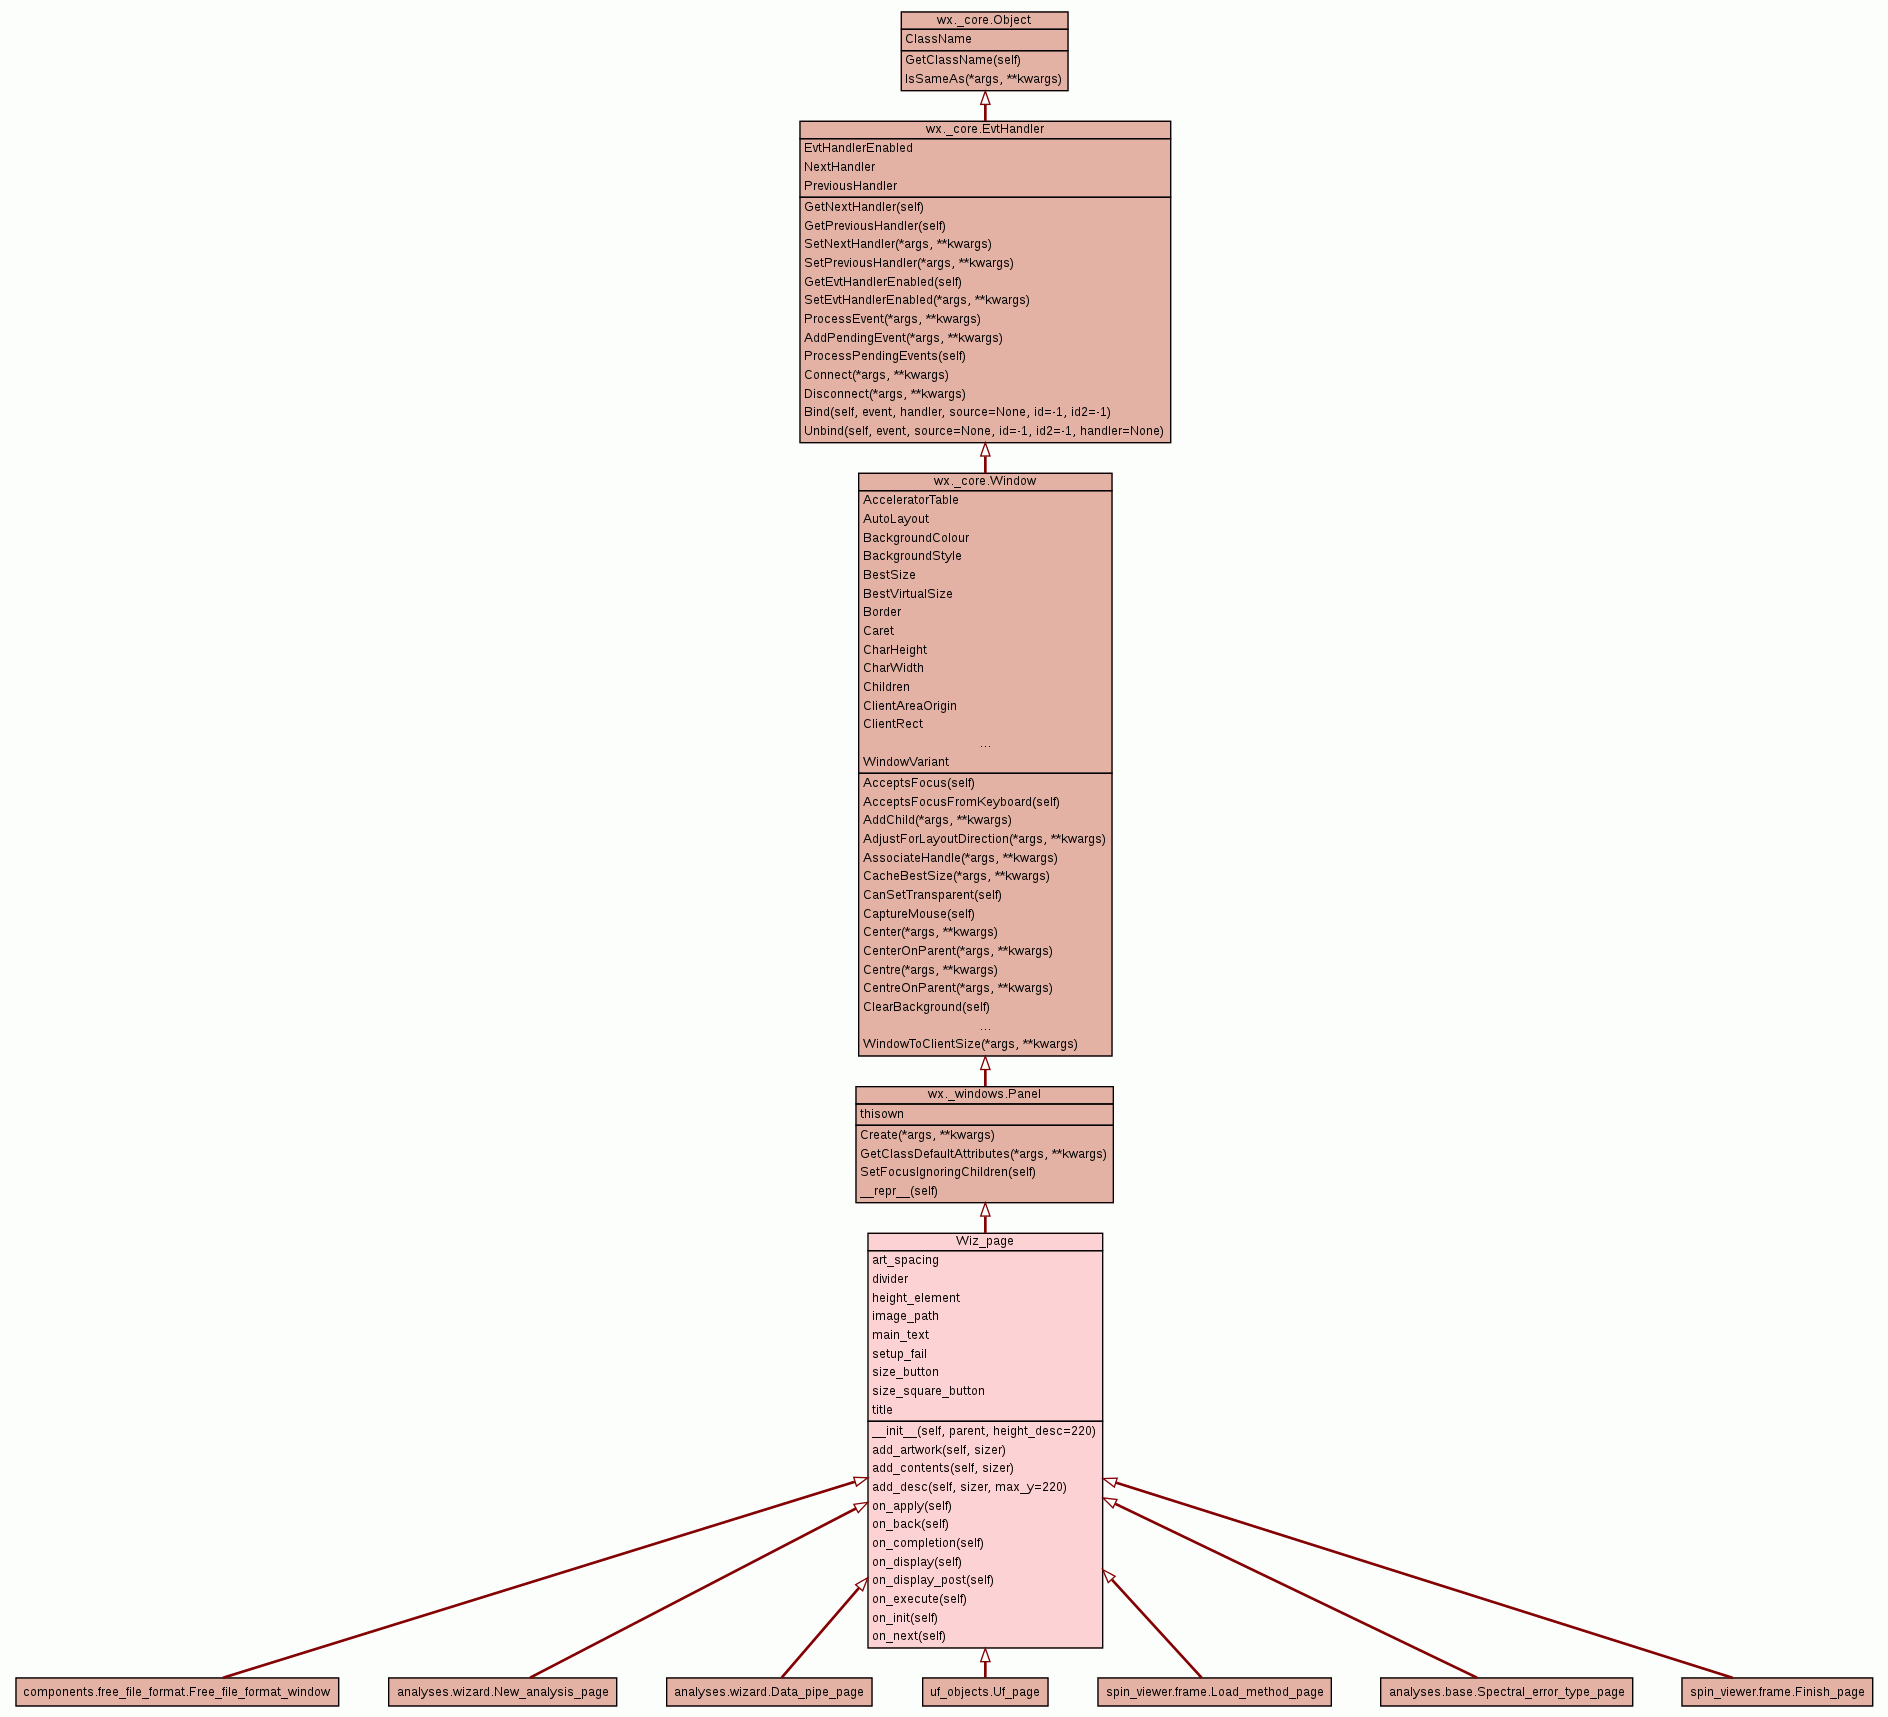 wx._core.Object
ClassName
GetClassName(self)
IsSameAs(*args, **kwargs)
wx._core.EvtHandler
EvtHandlerEnabled
NextHandler
PreviousHandler
GetNextHandler(self)
GetPreviousHandler(self)
SetNextHandler(*args, **kwargs)
SetPreviousHandler(*args, **kwargs)
GetEvtHandlerEnabled(self)
SetEvtHandlerEnabled(*args, **kwargs)
ProcessEvent(*args, **kwargs)
AddPendingEvent(*args, **kwargs)
ProcessPendingEvents(self)
Connect(*args, **kwargs)
Disconnect(*args, **kwargs)
Bind(self, event, handler, source=None, id=-1, id2=-1)
Unbind(self, event, source=None, id=-1, id2=-1, handler=None)
wx._core.Window
AcceleratorTable
AutoLayout
BackgroundColour
BackgroundStyle
BestSize
BestVirtualSize
Border
Caret
CharHeight
CharWidth
Children
ClientAreaOrigin
ClientRect
...
WindowVariant
AcceptsFocus(self)
AcceptsFocusFromKeyboard(self)
AddChild(*args, **kwargs)
AdjustForLayoutDirection(*args, **kwargs)
AssociateHandle(*args, **kwargs)
CacheBestSize(*args, **kwargs)
CanSetTransparent(self)
CaptureMouse(self)
Center(*args, **kwargs)
CenterOnParent(*args, **kwargs)
Centre(*args, **kwargs)
CentreOnParent(*args, **kwargs)
ClearBackground(self)
...
WindowToClientSize(*args, **kwargs)
wx._windows.Panel
thisown
Create(*args, **kwargs)
GetClassDefaultAttributes(*args, **kwargs)
SetFocusIgnoringChildren(self)
__repr__(self)
Wiz_page
art_spacing
divider
height_element
image_path
main_text
setup_fail
size_button
size_square_button
title
__init__(self, parent, height_desc=220)
add_artwork(self, sizer)
add_contents(self, sizer)
add_desc(self, sizer, max_y=220)
on_apply(self)
on_back(self)
on_completion(self)
on_display(self)
on_display_post(self)
on_execute(self)
on_init(self)
on_next(self)
components.free_file_format.Free_file_format_window
analyses.wizard.New_analysis_page
analyses.wizard.Data_pipe_page
uf_objects.Uf_page
spin_viewer.frame.Load_method_page
analyses.base.Spectral_error_type_page
spin_viewer.frame.Finish_page